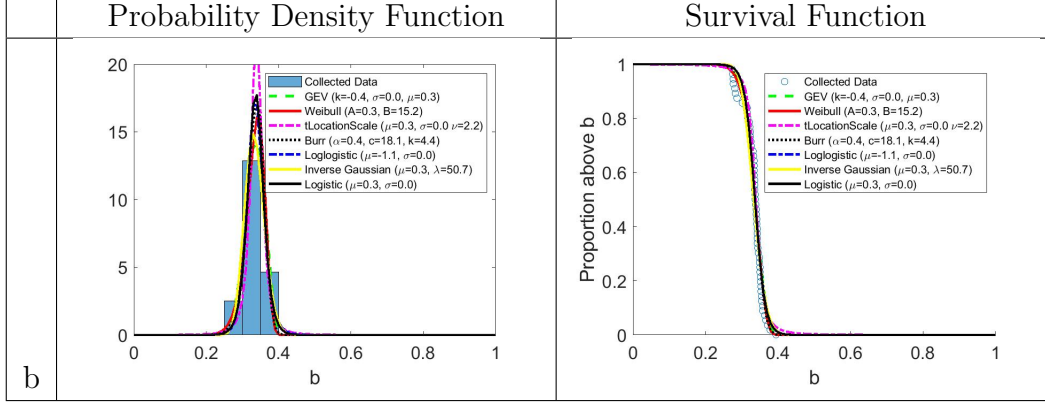 Probability Density Function
Survival Function
b
20
15
10
5
0
0
0.2
0.4
0.6
0.8
1
b
Collected Data
GEV (k=-0.4, σ=0.0, μ=0.3)
Weibull (A=0.3, B=15.2)
tLocationScale (μ=0.3, σ=0.0 ν=2.2)
Burr (α=0.4, c=18.1, k=4.4)
Loglogistic (μ=-1.1, σ=0.0)
Inverse Gaussian (μ=0.3, λ=50.7)
Logistic (μ=0.3, σ=0.0)
Proportion above b
1
0.8
0.6
0.4
0.2
0
0
0.2
0.4
0.6
0.8
1
b
Collected Data
GEV (k=-0.4, σ=0.0, μ=0.3)
Weibull (A=0.3, B=15.2)
tLocationScale (μ=0.3, σ=0.0 ν=2.2)
Burr (α=0.4, c=18.1, k=4.4)
Loglogistic (μ=-1.1, σ=0.0)
Inverse Gaussian (μ=0.3, λ=50.7)
Logistic (μ=0.3, σ=0.0)